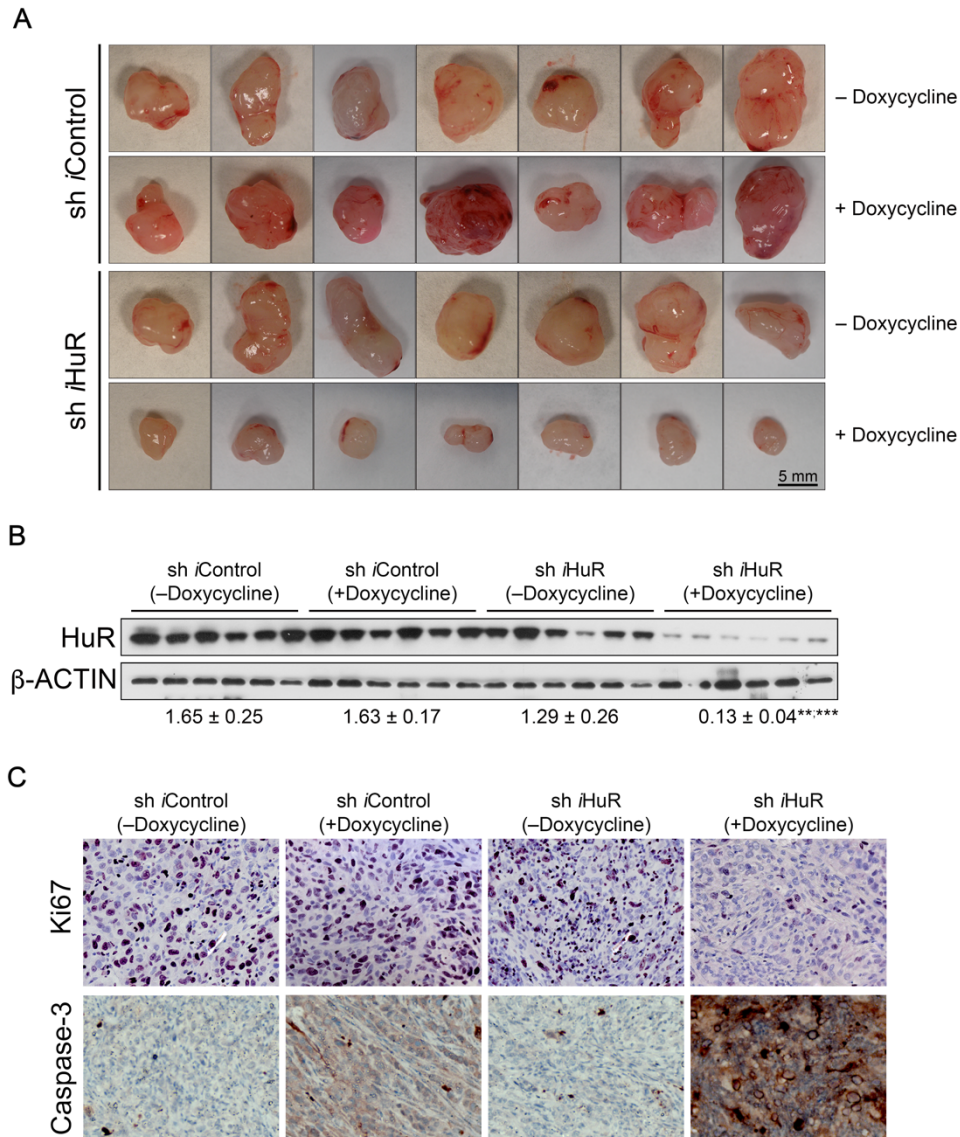 A
sh iControl
– Doxycycline
+ Doxycycline
sh iHuR
– Doxycycline
+ Doxycycline
5 mm
B
sh iControl
(–Doxycycline)
sh iControl
(+Doxycycline)
sh iHuR
(–Doxycycline)
sh iHuR
(+Doxycycline)
HuR
β-ACTIN
1.65 ± 0.25
1.63 ± 0.17
1.29 ± 0.26
0.13 ± 0.04**,***
C
sh iControl
(–Doxycycline)
sh iControl
(+Doxycycline)
sh iHuR
(–Doxycycline)
sh iHuR
(+Doxycycline)
Ki67
Caspase-3